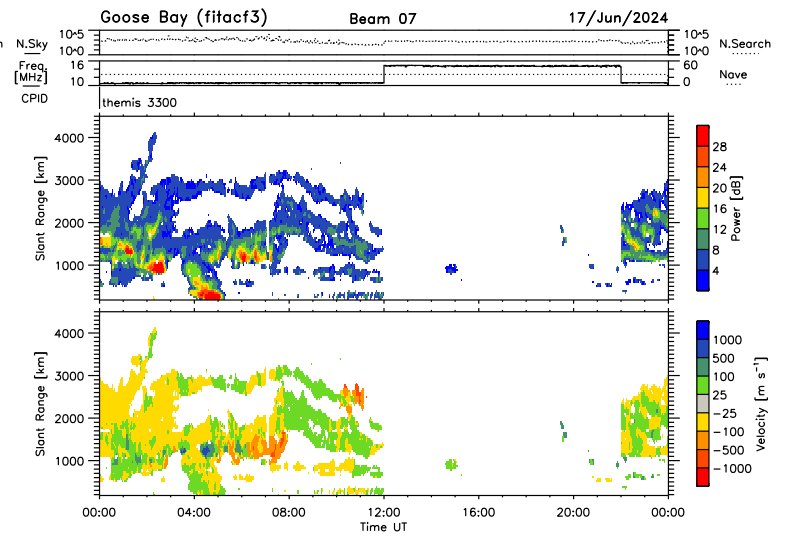 Goose Bay (fitacf3) Beam 07 17/Jun/2024
N.Sky 10^5 10^0 10^5 10^0 N.Search
Freq. [MHz] 16 10 60 0 Nave
CPID themis 3300
Slant Range [km] 4000 3000 2000 1000
Power [dB] 28 24 20 16 12 8 4
Slant Range [km] 4000 3000 2000 1000
Velocity [m s⁻¹] 1000 500 100 25 −25 −100 −500 −1000
00:00 04:00 08:00 12:00 16:00 20:00 00:00
Time UT